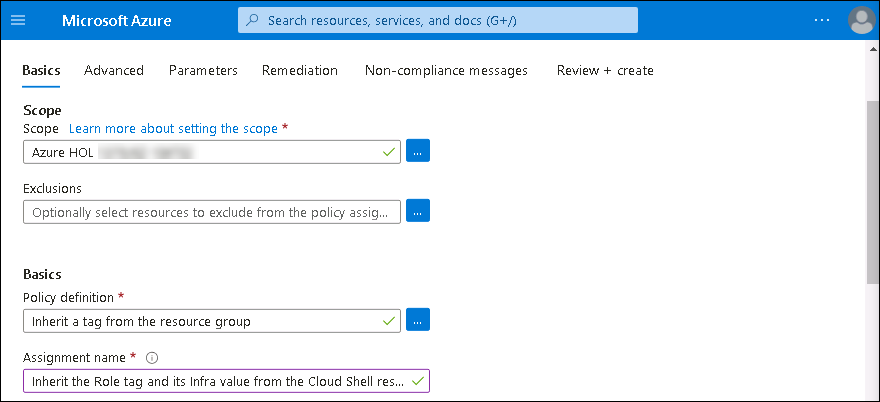 Microsoft Azure
Search resources, services, and docs (G+/)
...
Basics Advanced Parameters Remediation Non-compliance messages Review + create
Scope
Scope Learn more about setting the scope *
Azure HOL
...
Exclusions
Optionally select resources to exclude from the policy assig...
...
Basics
Policy definition *
Inherit a tag from the resource group
...
Assignment name *
Inherit the Role tag and its Infra value from the Cloud Shell res...